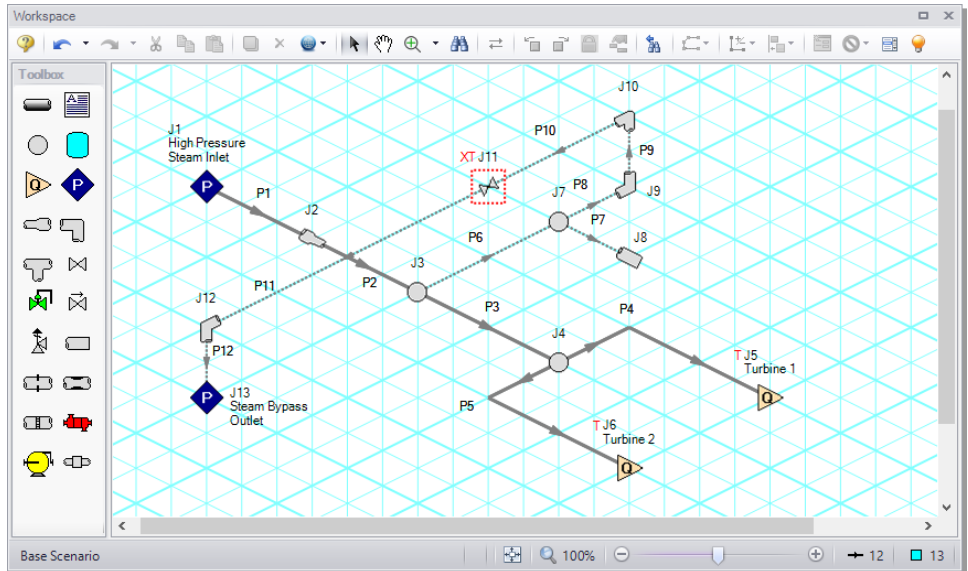 Workspace
Toolbox
A
Q
P
J1
High Pressure
Steam Inlet
P
P1
J2
P2
J3
P6
P3
XT J11
P10
J10
P9
J9
P8
J7
P7
J8
P11
J12
P12
P
J13
Steam Bypass
Outlet
J4
P4
T J5
Turbine 1
Q
P5
T J6
Turbine 2
Q
Base Scenario
100%
12
13